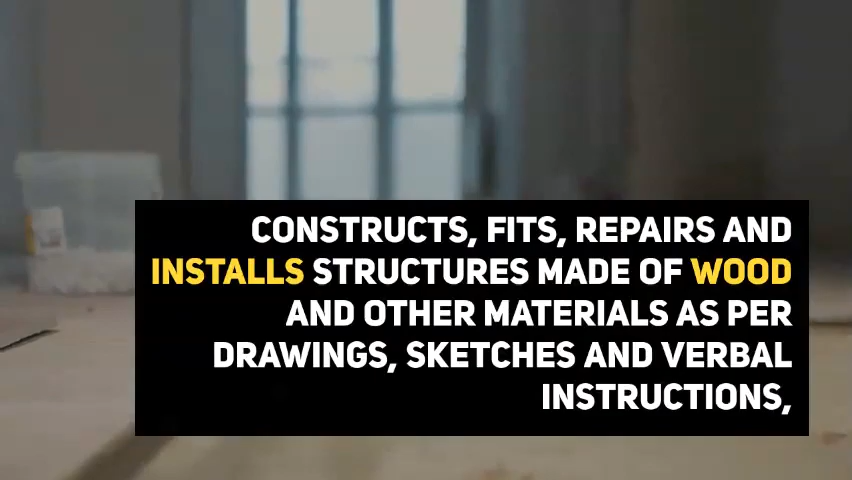 CONSTRUCTS, FITS, REPAIRS AND
INSTALLS STRUCTURES MADE OF WOOD
AND OTHER MATERIALS AS PER
DRAWINGS, SKETCHES AND VERBAL
INSTRUCTIONS,